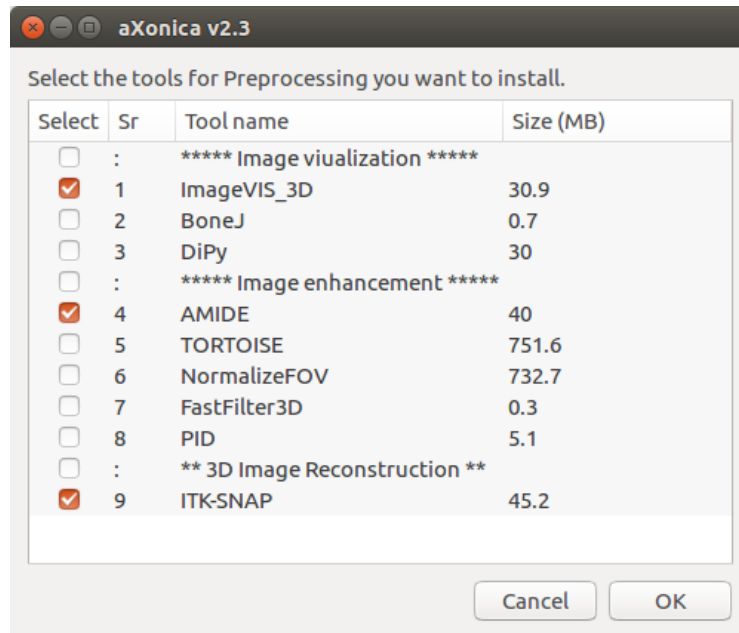 aXonica v2.3
Select the tools for Preprocessing you want to install.
Select Sr Tool name Size (MB)
: ***** Image viualization *****
1 ImageVIS_3D 30.9
2 BoneJ 0.7
3 DiPy 30
: ***** Image enhancement *****
4 AMIDE 40
5 TORTOISE 751.6
6 NormalizeFOV 732.7
7 FastFilter3D 0.3
8 PID 5.1
: ** 3D Image Reconstruction **
9 ITK-SNAP 45.2
Cancel OK